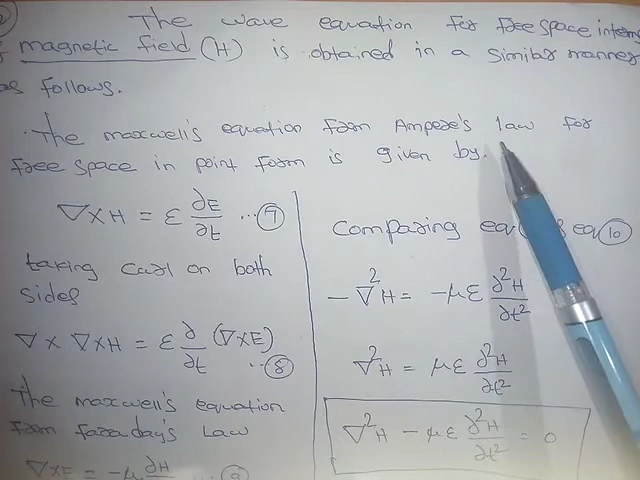 The wave equation for free space interms
of magnetic field (H) is obtained in a similar manner
as follows.
The maxwell's equation from Ampere's law for
free space in point form is given by.
∇×H = ε ∂E/∂t ...⑦
taking curl on both
sides
∇ × ∇×H = ε ∂/∂t (∇×E)
...⑧
The maxwell's equation
from faraday's Law
∇×E = -μ ∂H/∂t ...⑨
Comparing eq eq⑩
-∇²H = -με ∂²H/∂t²
∇²H = με ∂²H/∂t²
∇²H - με ∂²H/∂t² = 0